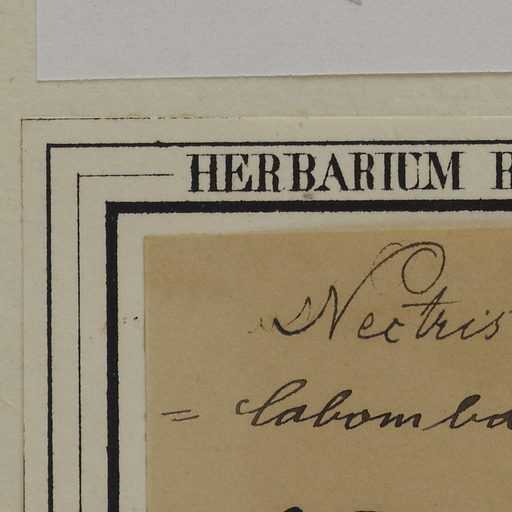 HERBARIUM
Nectris
= Cabomba